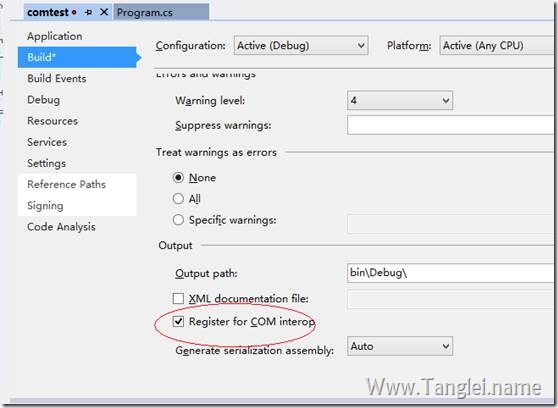 comtest
Program.cs
Application
Build*
Build Events
Debug
Resources
Services
Settings
Reference Paths
Signing
Code Analysis
Configuration: Active (Debug) Platform: Active (Any CPU)
Errors and warnings
Warning level: 4
Suppress warnings:
Treat warnings as errors
None
All
Specific warnings:
Output
Output path: bin\Debug\
XML documentation file:
Register for COM interop
Generate serialization assembly: Auto
Www.Tanglei.name